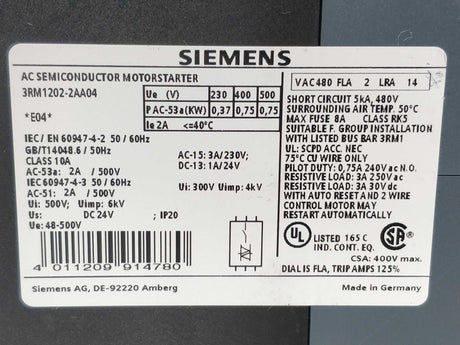 SIEMENS
AC SEMICONDUCTOR MOTORSTARTER
3RM1202-2AA04
*E04*
Ue (V) 230 400 500
P AC-53a(KW) 0,37 0,75 0,75
Ie 2A <=40°C
IEC/ EN 60947-4-2 50/60Hz
GB/T14048.6 / 50Hz
CLASS 10A
AC-53a: 2A / 500V
IEC 60947-4-3 50/60Hz
AC-51: 2A / 500V
Ui: 500V; Uimp: 6kV
Us: DC24V ; IP20
Ue: 48-500V
AC-15: 3A/230V;
DC-13: 1A/24V
Ui: 300V Uimp: 4kV
4 011209 914780
Siemens AG, DE-92220 Amberg
VAC480 FLA 2 LRA 14
SHORT CIRCUIT 5kA, 480V
SURROUNDING AIR TEMP. 50°C
MAX FUSE 8A CLASS RK5
SUITABLE F. GROUP INSTALLATION
WITH LISTED BUS BAR 3RM1
UL: SCPD ACC. NEC
75°C CU WIRE ONLY
PILOT DUTY: 0,75A 240V ac N.O.
RESISTIVE LOAD: 3A 250V ac
RESISTIVE LOAD: 3A 30V dc
WITH AUTO RESET AND 2 WIRE
CONTROL MOTOR MAY
RESTART WITHOUT WARNING
UL LISTED 165 C
IND. CONT. EQ.
SA
CSA: 400V max.
DIAL IS FLA, TRIP AMPS 125%
Made in Germany